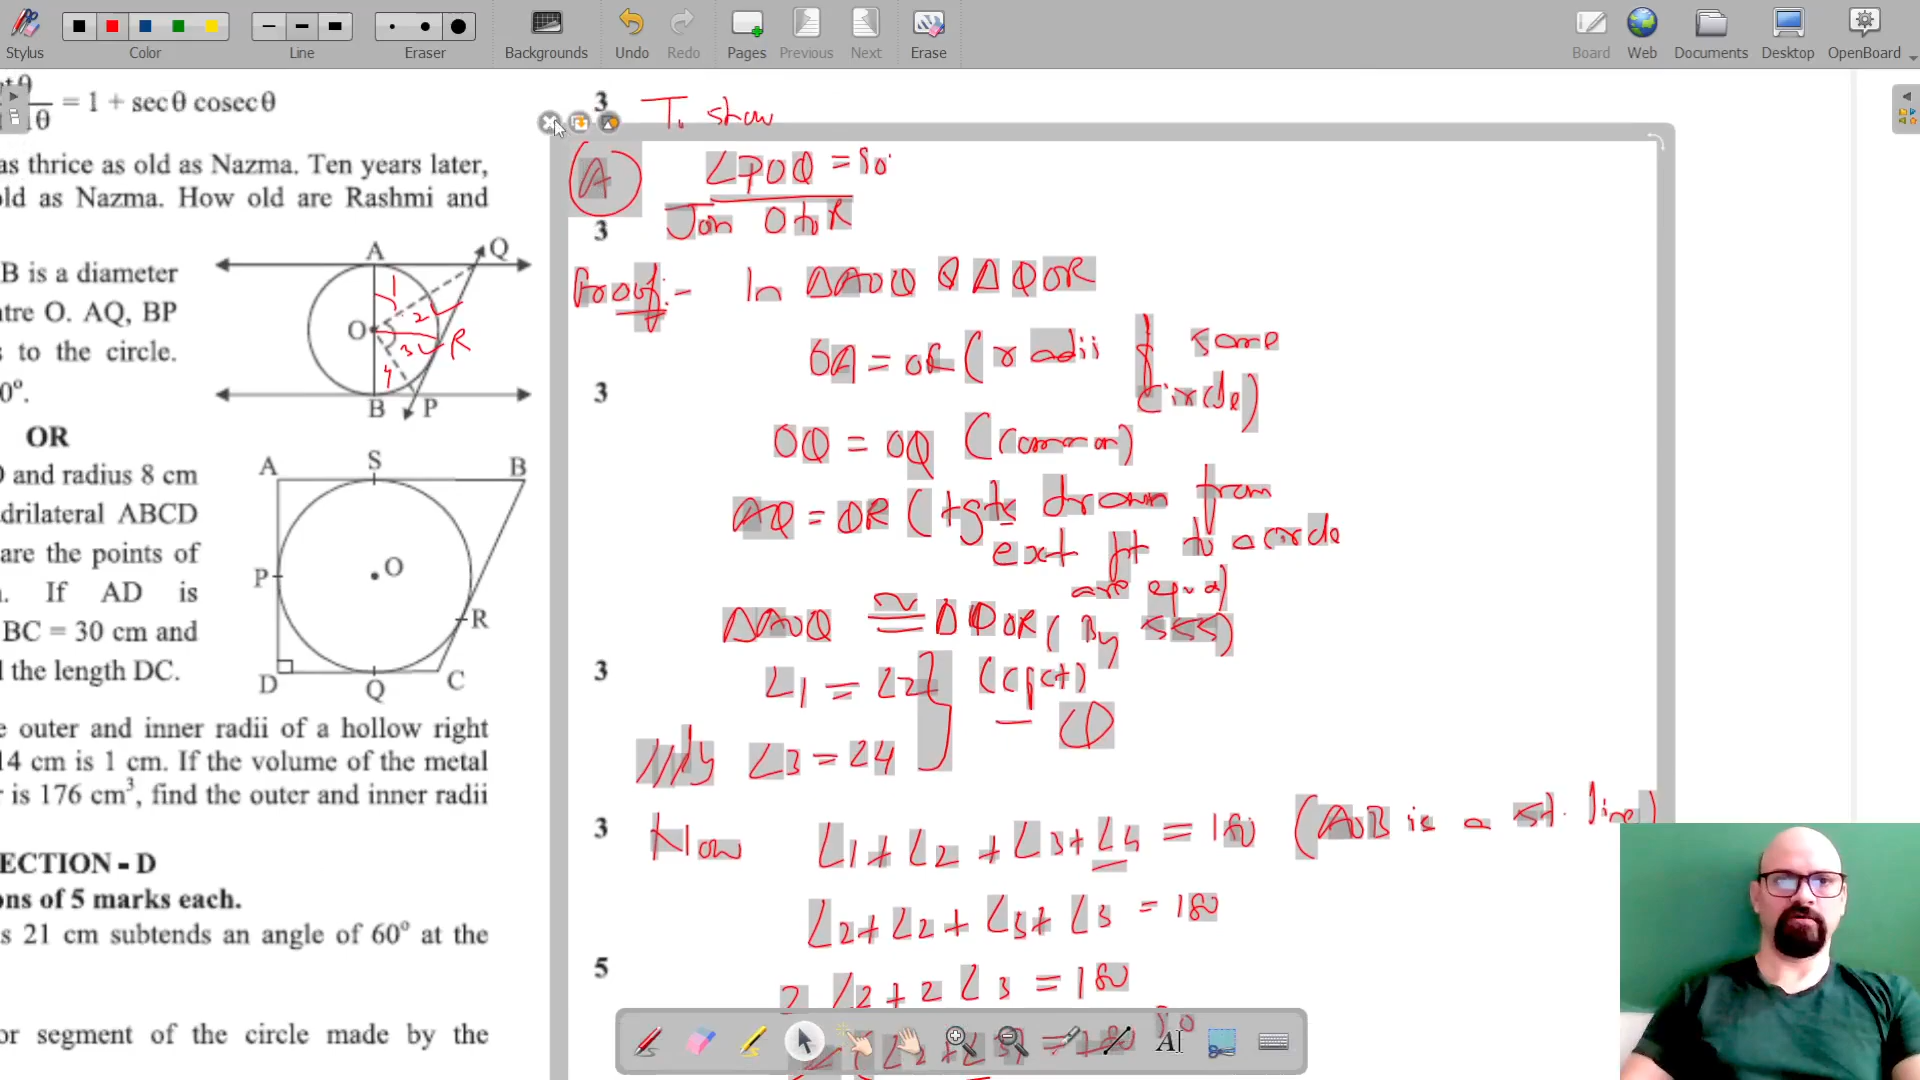 Stylus
Color
Line
Eraser
Backgrounds
Undo
Redo
Pages
Previous
Next
Erase
Board
Web
Documents
Desktop
OpenBoard
= 1 + secθ cosecθ
3
as thrice as old as Nazma. Ten years later,
old as Nazma. How old are Rashmi and
3
B is a diameter
tre O. AQ, BP
s to the circle.
0°.
A
Q
O
B
P
1
2
3
4
R
3
OR
O and radius 8 cm
drilateral ABCD
are the points of
. If AD is
BC = 30 cm and
the length DC.
A
S
B
P
O
R
D
Q
C
3
e outer and inner radii of a hollow right
14 cm is 1 cm. If the volume of the metal
r is 176 cm³, find the outer and inner radii
3
ECTION - D
ons of 5 marks each.
s 21 cm subtends an angle of 60° at the
5
or segment of the circle made by the
To show
A ∠POQ = 90°
Join O to R
Proof:- In ΔAOQ & ΔQOR
OA = OR (radii of same
circle)
OQ = OQ (common)
AQ = QR (tgts drawn from
ext pt to a circle
are equal
ΔAOQ ≅ ΔQOR (By SSS)
∠1 = ∠2 (cpct)
①
///ly ∠3 = ∠4
Now ∠1 + ∠2 + ∠3 + ∠4 = 180 (AOB is a st. line)
∠2 + ∠2 + ∠3 + ∠3 = 180
2 ∠2 + 2 ∠3 = 180